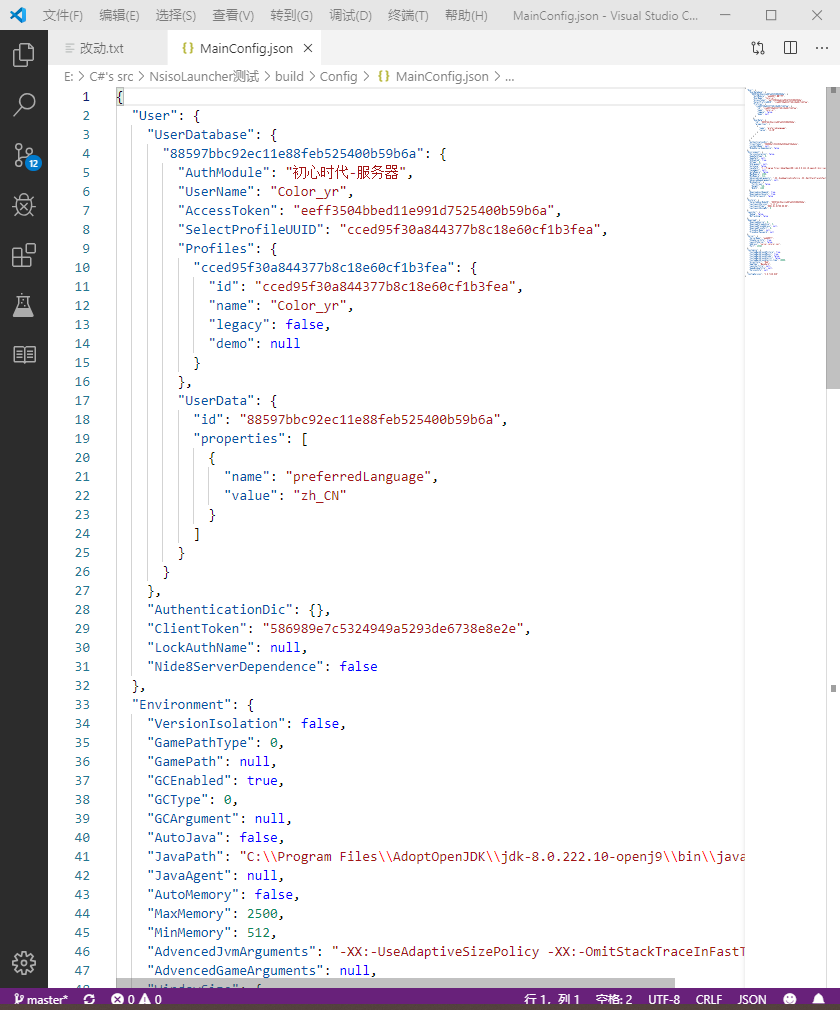 文件(F) 编辑(E) 选择(S) 查看(V) 转到(G) 调试(D) 终端(T) 帮助(H) MainConfig.json - Visual Studio C...
改动.txt {} MainConfig.json
E: > C#'s src > NsisoLauncher测试 > build > Config > {} MainConfig.json > ...
1 {
2 "User": {
3 "UserDatabase": {
4 "88597bbc92ec11e88feb525400b59b6a": {
5 "AuthModule": "初心时代-服务器",
6 "UserName": "Color_yr",
7 "AccessToken": "eeff3504bbed11e991d7525400b59b6a",
8 "SelectProfileUUID": "cced95f30a844377b8c18e60cf1b3fea",
9 "Profiles": {
10 "cced95f30a844377b8c18e60cf1b3fea": {
11 "id": "cced95f30a844377b8c18e60cf1b3fea",
12 "name": "Color_yr",
13 "legacy": false,
14 "demo": null
15 }
16 },
17 "UserData": {
18 "id": "88597bbc92ec11e88feb525400b59b6a",
19 "properties": [
20 {
21 "name": "preferredLanguage",
22 "value": "zh_CN"
23 }
24 ]
25 }
26 }
27 },
28 "AuthenticationDic": {},
29 "ClientToken": "586989e7c5324949a5293de6738e8e2e",
30 "LockAuthName": null,
31 "Nide8ServerDependence": false
32 },
33 "Environment": {
34 "VersionIsolation": false,
35 "GamePathType": 0,
36 "GamePath": null,
37 "GCEnabled": true,
38 "GCType": 0,
39 "GCArgument": null,
40 "AutoJava": false,
41 "JavaPath": "C:\\Program Files\\AdoptOpenJDK\\jdk-8.0.222.10-openj9\\bin\\java
42 "JavaAgent": null,
43 "AutoMemory": false,
44 "MaxMemory": 2500,
45 "MinMemory": 512,
46 "AdvencedJvmArguments": "-XX:-UseAdaptiveSizePolicy -XX:-OmitStackTraceInFastT
47 "AdvencedGameArguments": null,
12
master* 0 0 行 1，列 1 空格: 2 UTF-8 CRLF JSON